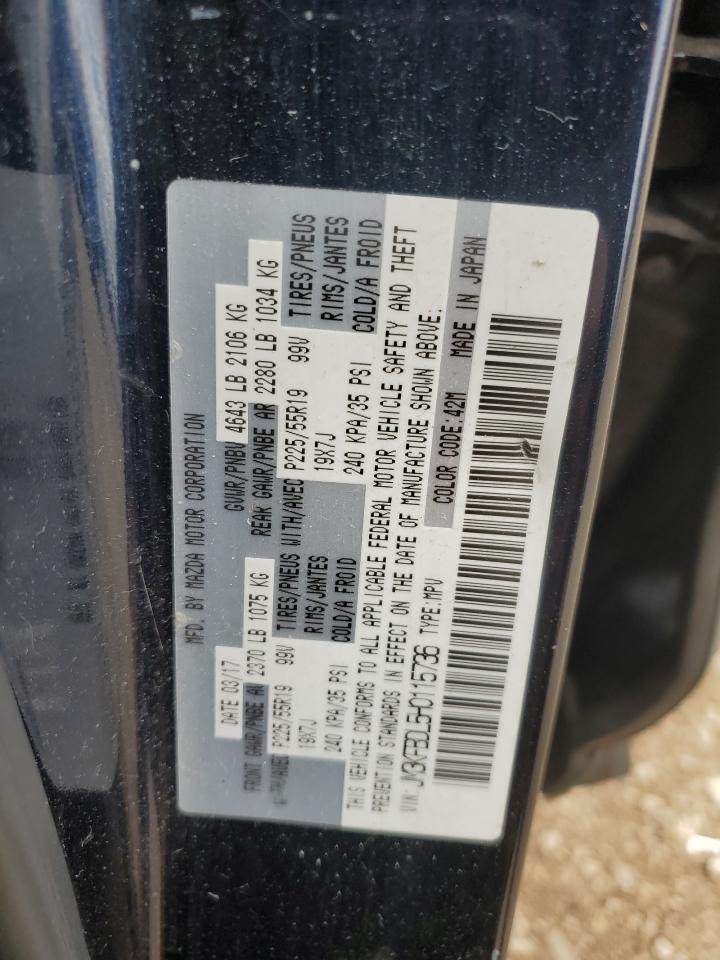 MFD. BY MAZDA MOTOR CORPORATION
DATE 03/17 GVWR/PNBV 4643 LB 2106 KG
FRONT GAWR/PNBE AV 2370 LB 1075 KG REAR GAWR/PNBE AR 2280 LB 1034 KG
WITH/AVEC P225/55R19 99V TIRES/PNEUS WITH/AVEC P225/55R19 99V TIRES/PNEUS
19X7J RIMS/JANTES 19X7J RIMS/JANTES
240 KPA/35 PSI COLD/A FROID 240 KPA/35 PSI COLD/A FROID
THIS VEHICLE CONFORMS TO ALL APPLICABLE FEDERAL MOTOR VEHICLE SAFETY AND THEFT
PREVENTION STANDARDS IN EFFECT ON THE DATE OF MANUFACTURE SHOWN ABOVE.
VIN: JM3KFBDL5H0115736 TYPE:MPV COLOR CODE:42M MADE IN JAPAN